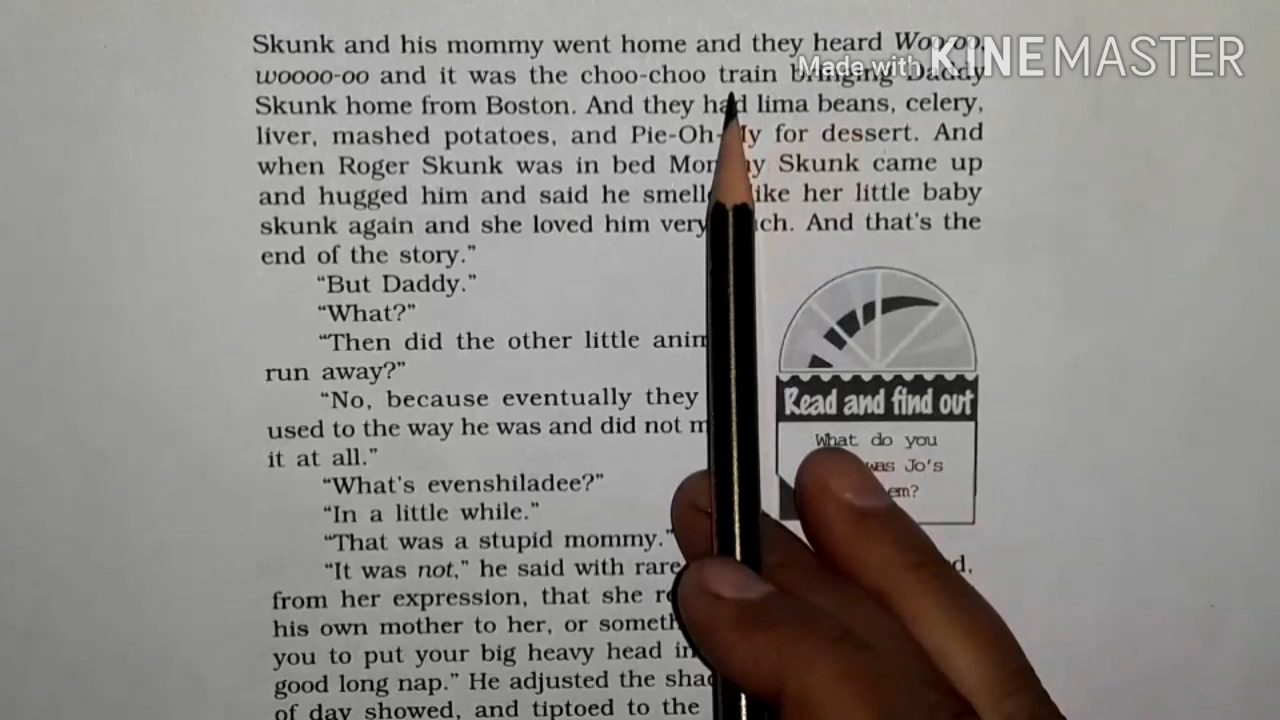 Skunk and his mommy went home and they heard Woo-oo,
woooo-oo and it was the choo-choo train bringing Daddy
Made with KINEMASTER
Skunk home from Boston. And they had lima beans, celery,
liver, mashed potatoes, and Pie-Oh-My for dessert. And
when Roger Skunk was in bed Mommy Skunk came up
and hugged him and said he smelled like her little baby
skunk again and she loved him very much. And that's the
end of the story."
"But Daddy."
"What?"
"Then did the other little
run away?"
"No, because eventually they
used to the way he was and did not
it at all."
"What's evenshiladee?"
"In a little while."
"That was a stupid mommy."
"It was not," he said with rare
from her expression, that she
his own mother to her, or
you to put your big heavy head
good long nap." He adjusted the
of day showed, and tiptoed to the
Read and find out
What do you
was Jo's